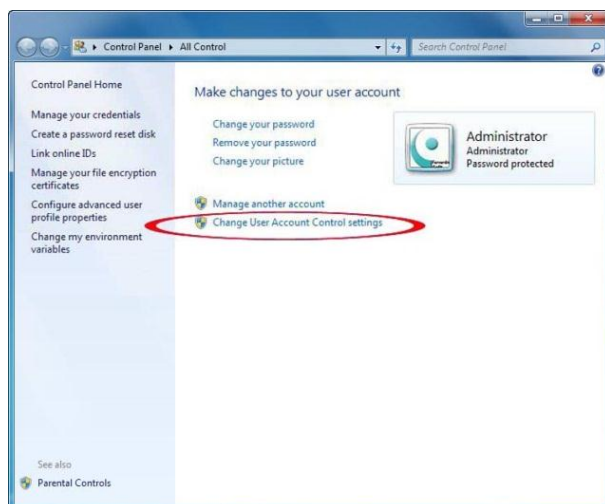 Control Panel ▸ All Control
Search Control Panel
Control Panel Home
Manage your credentials
Create a password reset disk
Link online IDs
Manage your file encryption
certificates
Configure advanced user
profile properties
Change my environment
variables
See also
Parental Controls
Make changes to your user account
Change your password
Remove your password
Change your picture
Manage another account
Change User Account Control settings
Administrator
Administrator
Password protected